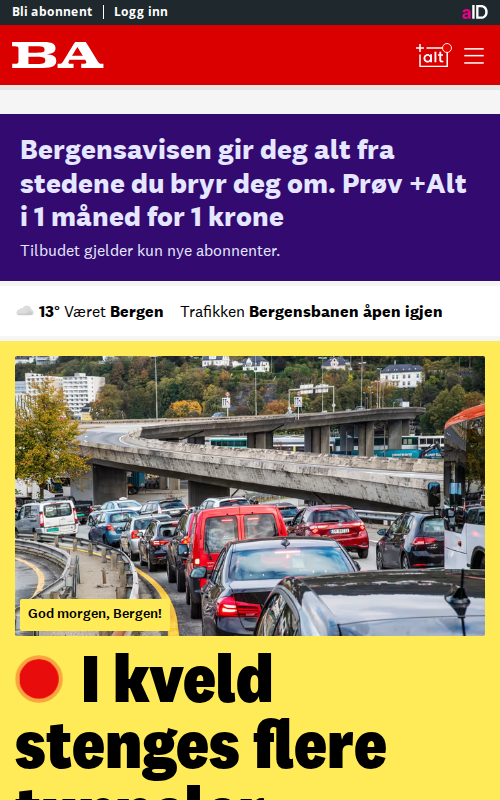 Bli abonnent | Logg inn
aID
BA
+alt
Bergensavisen gir deg alt fra
stedene du bryr deg om. Prøv +Alt
i 1 måned for 1 krone
Tilbudet gjelder kun nye abonnenter.
13° Været Bergen Trafikken Bergensbanen åpen igjen
God morgen, Bergen!
I kveld
stenges flere
tunneler